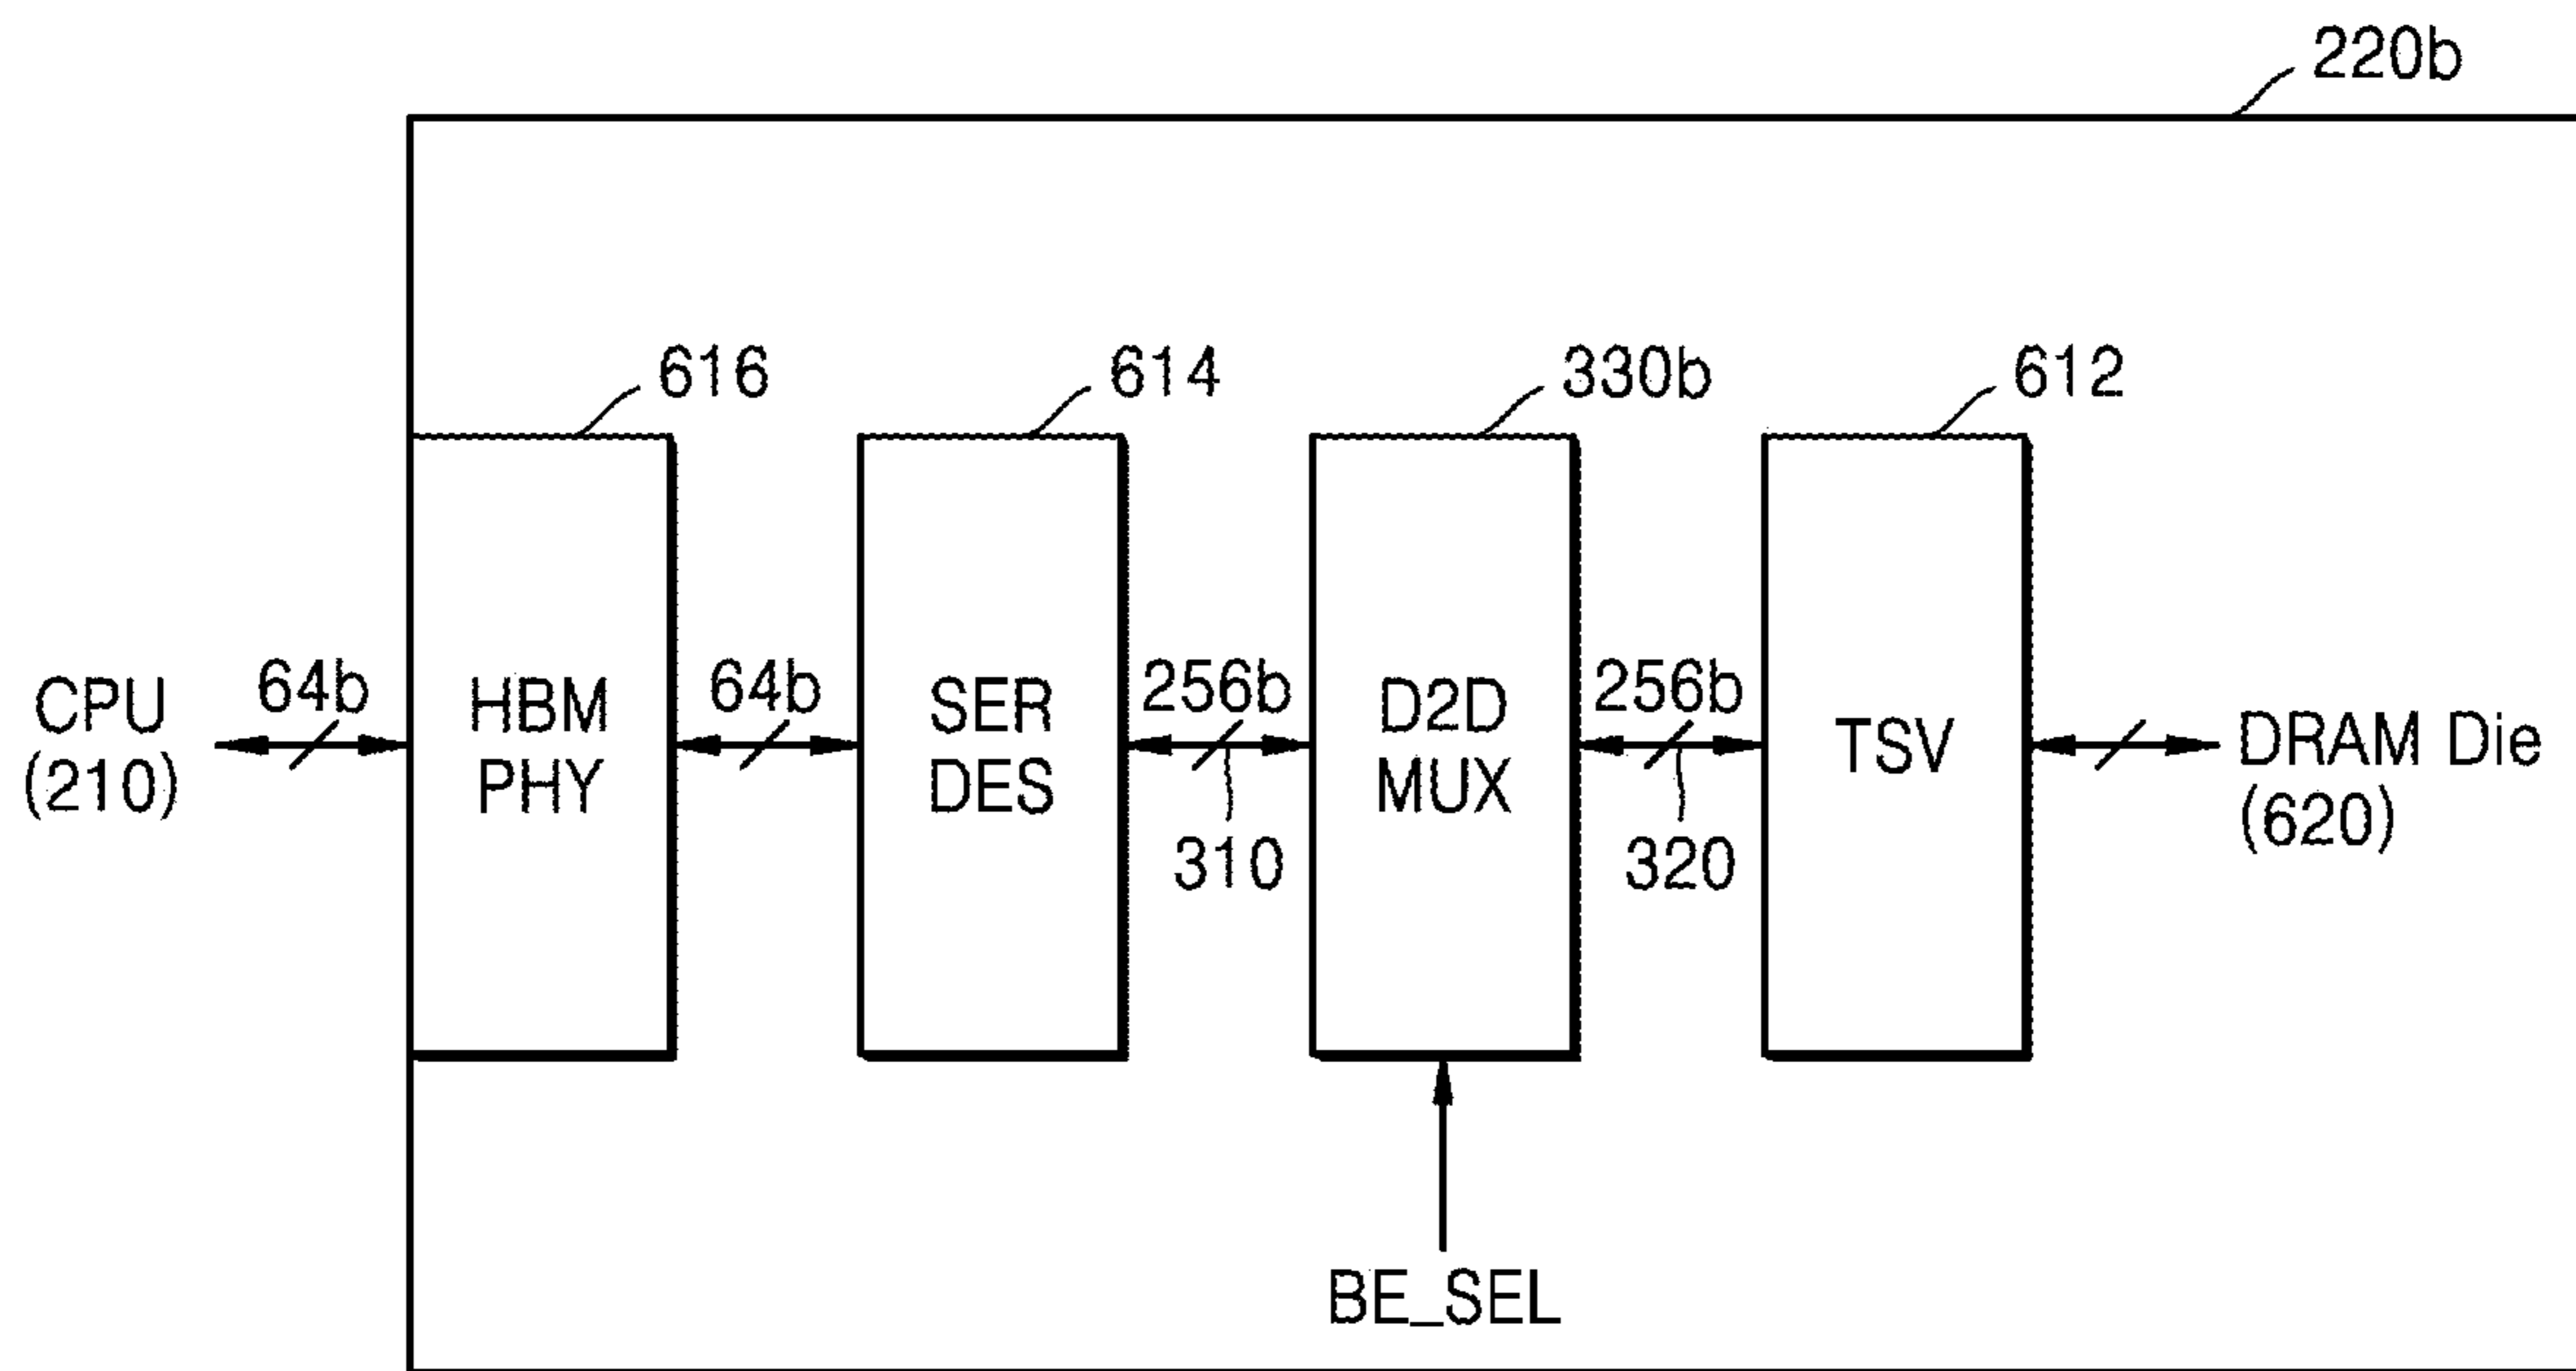 220b
616
614
330b
612
CPU
(210)
64b
HBM
PHY
64b
SER
DES
256b
310
D2D
MUX
256b
320
TSV
DRAM Die
(620)
BE_SEL